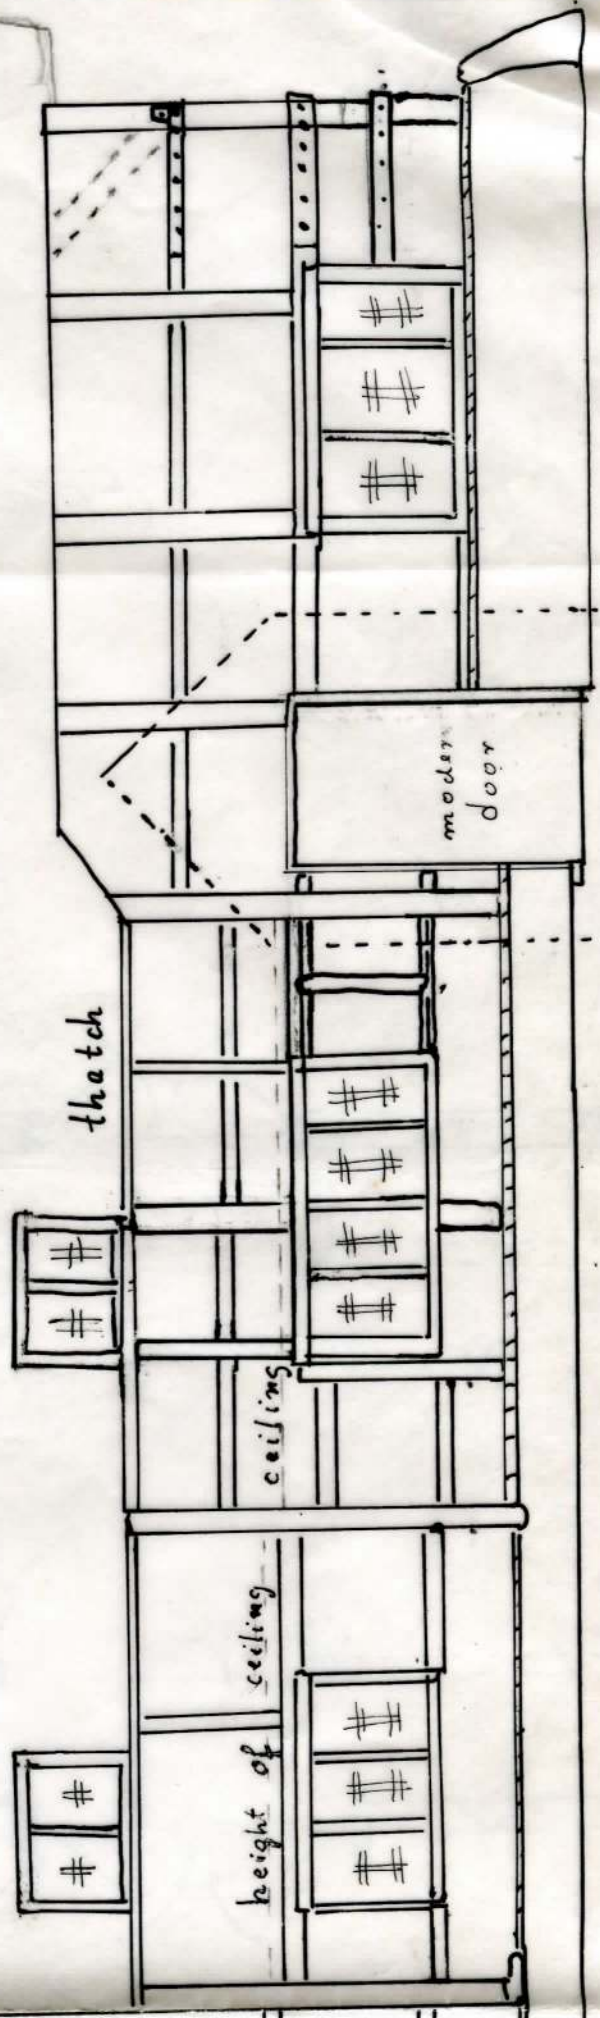 thatch
height of ceiling
ceiling
modern
door